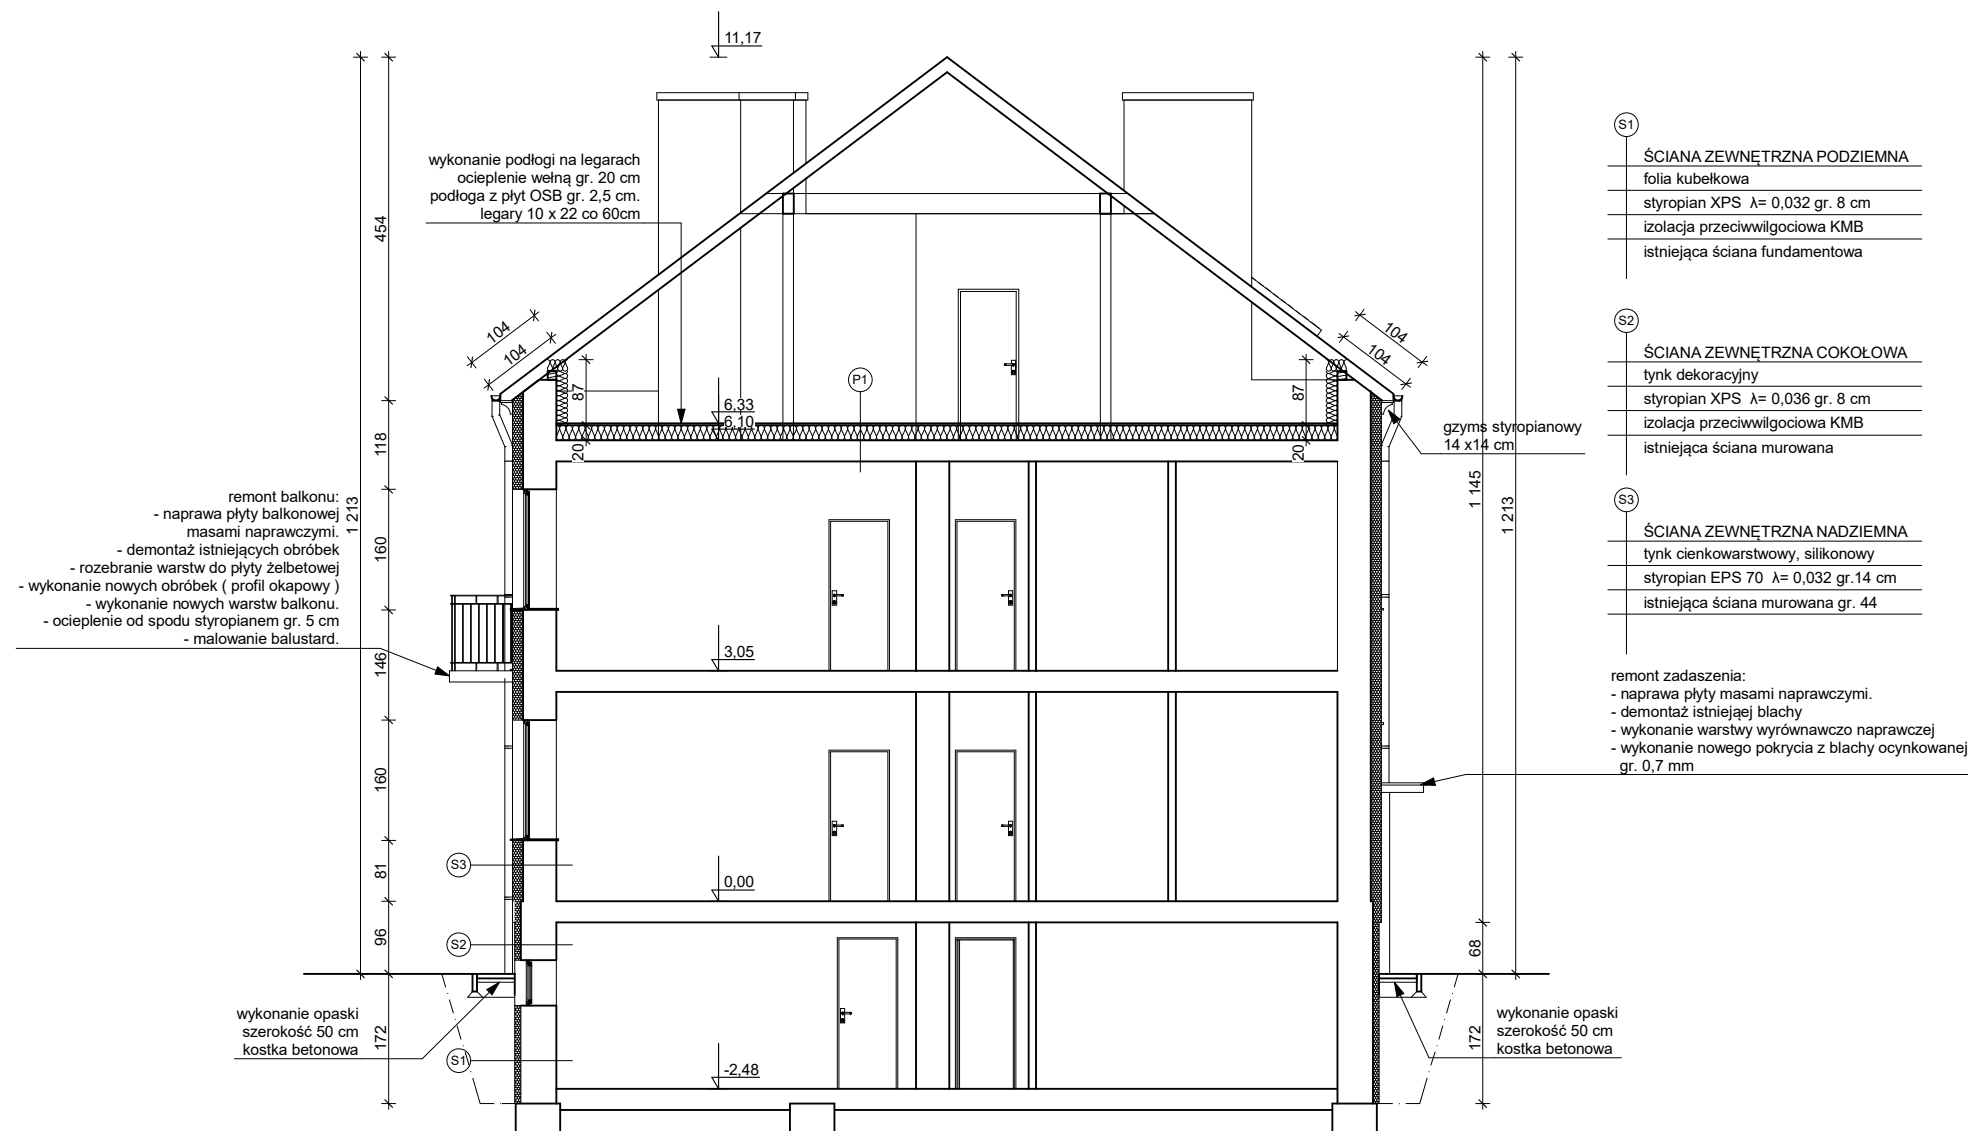 11,17
wykonanie podłogi na legarach
ocieplenie wełną gr. 20 cm
podłoga z płyt OSB gr. 2,5 cm.
legary 10 x 22 co 60cm
454
118
160
146
160
81
96
172
1 213
104
104
87
20
6,33
6,10
P1
104
104
87
20
gzyms styropianowy
14 x14 cm
1 145
1 213
68
172
remont balkonu:
- naprawa płyty balkonowej
masami naprawczymi.
- demontaż istniejących obróbek
- rozebranie warstw do płyty żelbetowej
- wykonanie nowych obróbek ( profil okapowy )
- wykonanie nowych warstw balkonu.
- ocieplenie od spodu styropianem gr. 5 cm
- malowanie balustard.
3,05
0,00
-2,48
S3
S2
S1
wykonanie opaski
szerokość 50 cm
kostka betonowa
wykonanie opaski
szerokość 50 cm
kostka betonowa
S1
ŚCIANA ZEWNĘTRZNA PODZIEMNA
folia kubełkowa
styropian XPS λ= 0,032 gr. 8 cm
izolacja przeciwwilgociowa KMB
istniejąca ściana fundamentowa
S2
ŚCIANA ZEWNĘTRZNA COKOŁOWA
tynk dekoracyjny
styropian XPS λ= 0,036 gr. 8 cm
izolacja przeciwwilgociowa KMB
istniejąca ściana murowana
S3
ŚCIANA ZEWNĘTRZNA NADZIEMNA
tynk cienkowarstwowy, silikonowy
styropian EPS 70 λ= 0,032 gr.14 cm
istniejąca ściana murowana gr. 44
remont zadaszenia:
- naprawa płyty masami naprawczymi.
- demontaż istniejąej blachy
- wykonanie warstwy wyrównawczo naprawczej
- wykonanie nowego pokrycia z blachy ocynkowanej
gr. 0,7 mm